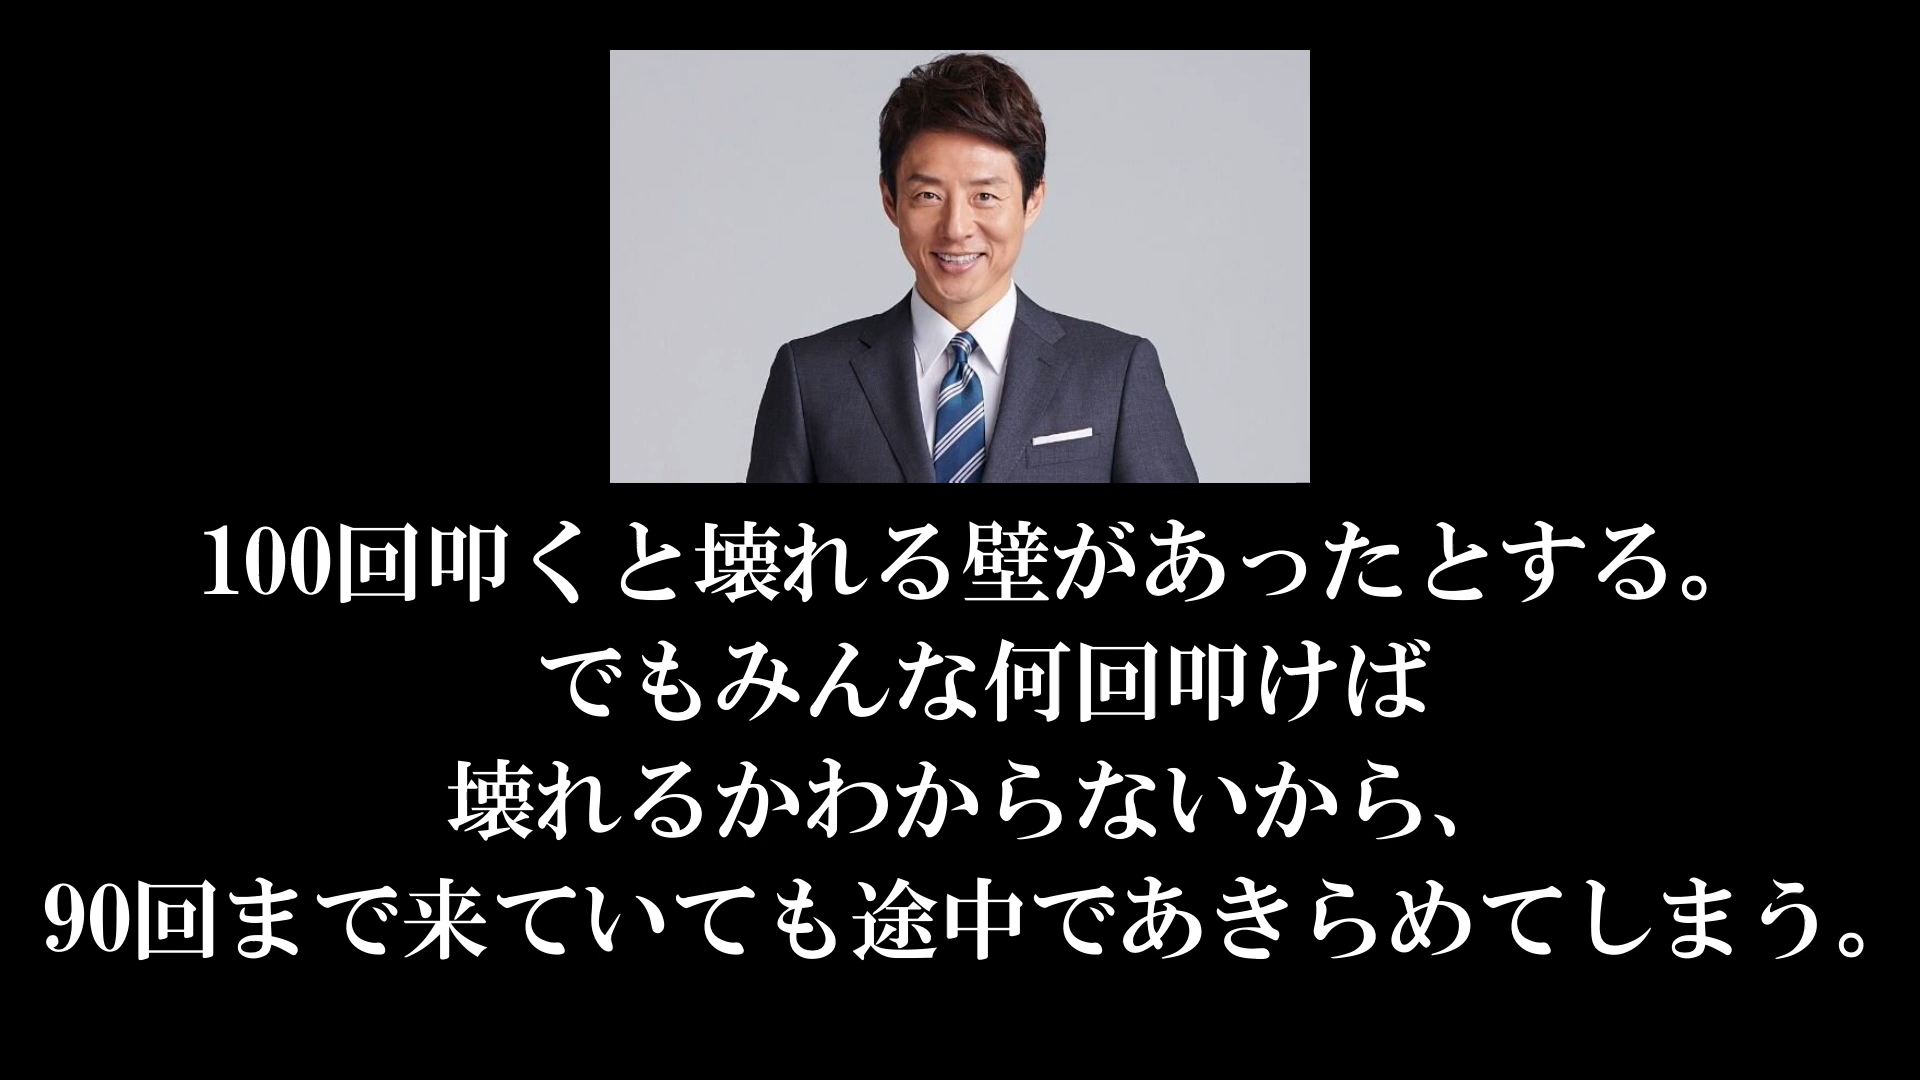 100回叩くと壊れる壁があったとする。
でもみんな何回叩けば
壊れるかわからないから、
90回まで来ていても途中であきらめてしまう。